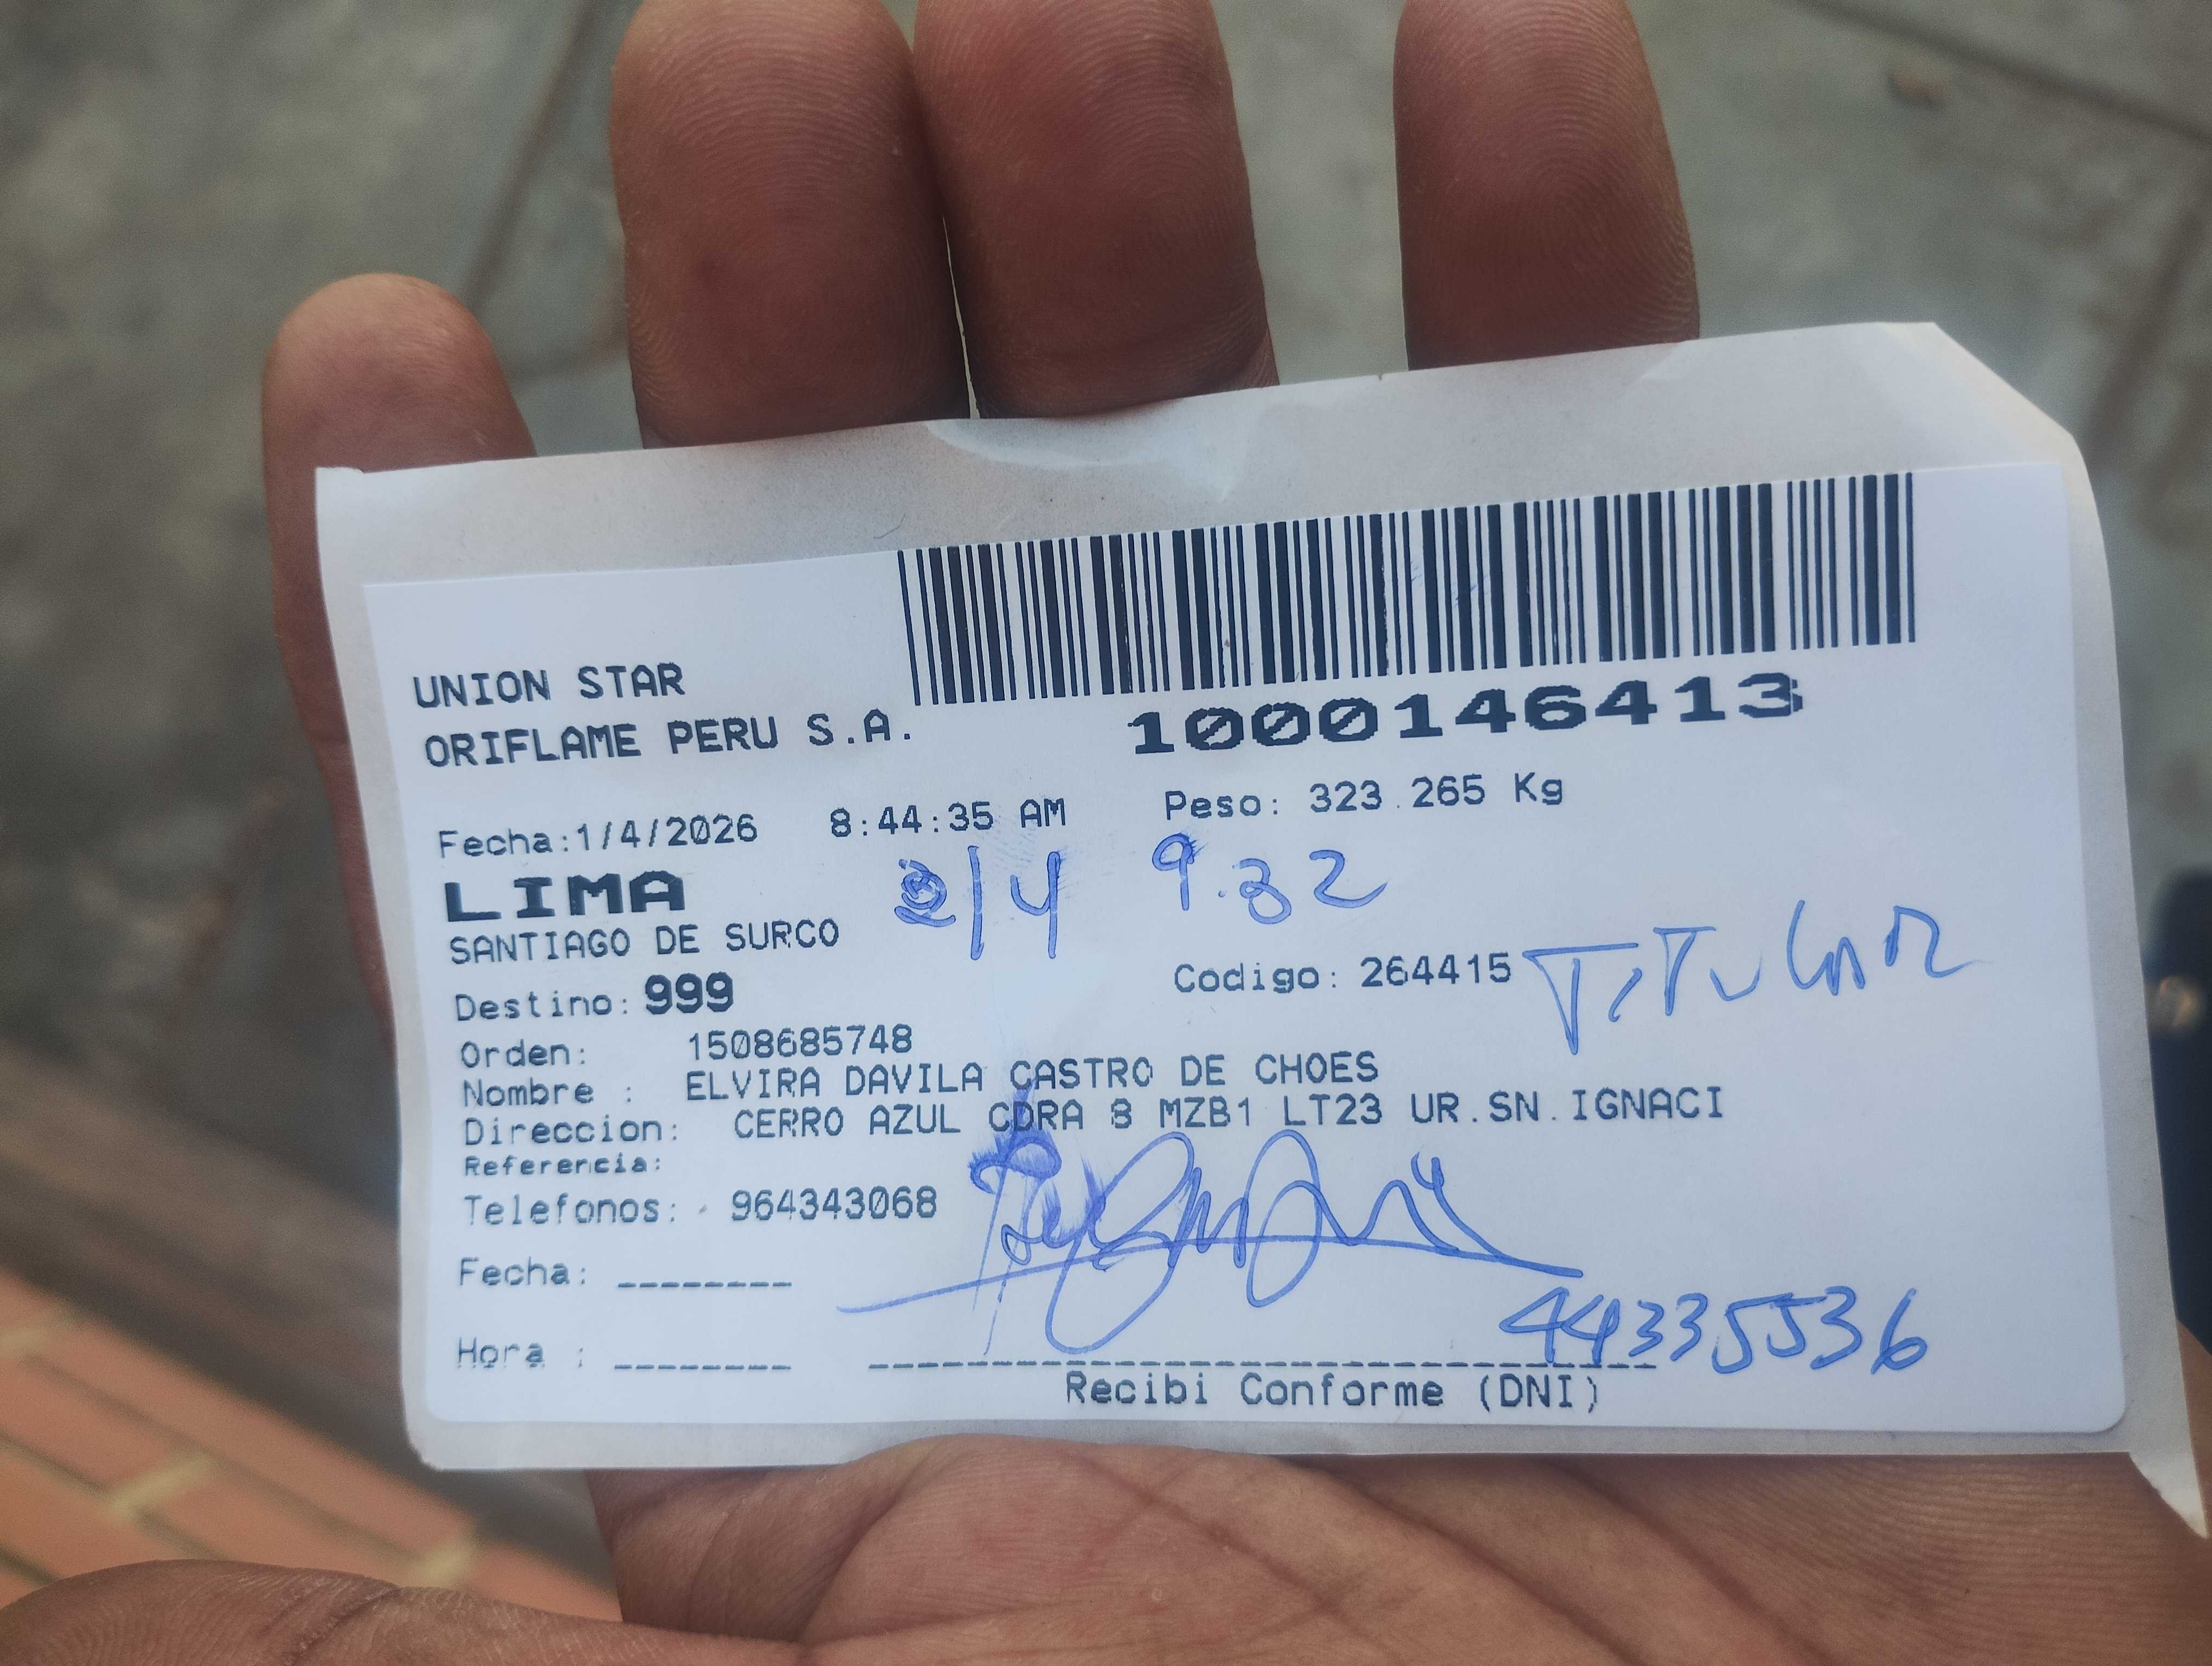 UNION STAR
ORIFLAME PERU S.A.
1000146413
Fecha:1/4/2026 8:44:35 AM Peso: 323.265 Kg
LIMA
2/4 9.32
SANTIAGO DE SURCO
Destino: 999 Codigo: 264415 TITULAR
Orden: 1508685748
Nombre : ELVIRA DAVILA CASTRO DE CHOES
Direccion: CERRO AZUL CDRA 8 MZB1 LT23 UR.SN.IGNACI
Referencia:
Telefonos: 964343068
Fecha: --------
44335536
Hora : --------
Recibi Conforme (DNI)